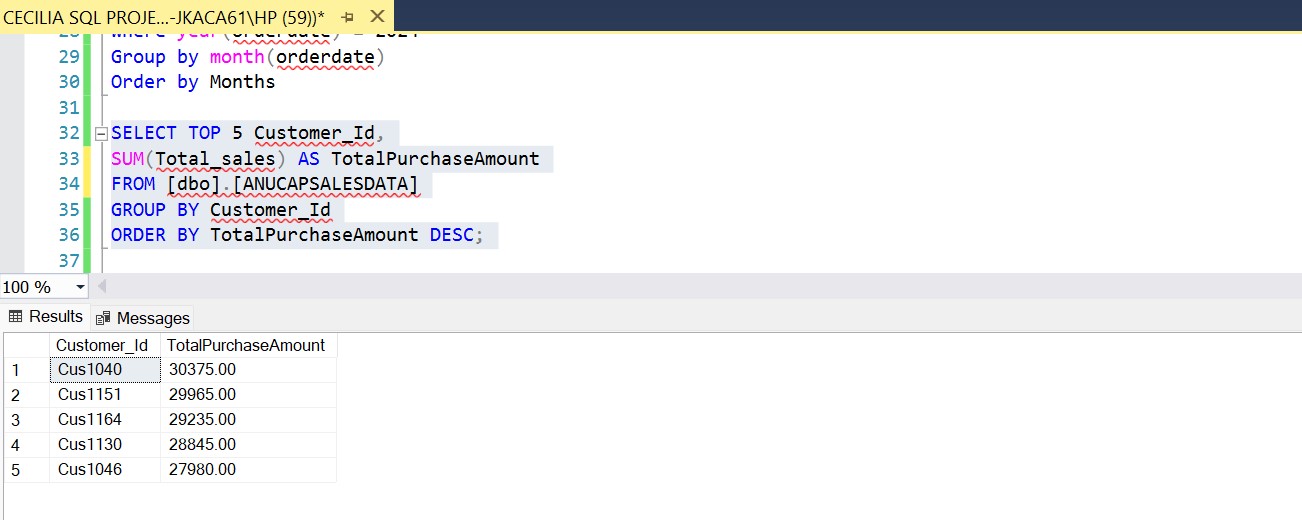 CECILIA SQL PROJE...-JKACA61\HP (59))*
29 Group by month(orderdate)
30 Order by Months
31
32 SELECT TOP 5 Customer_Id,
33 SUM(Total_sales) AS TotalPurchaseAmount
34 FROM [dbo].[ANUCAPSALESDATA]
35 GROUP BY Customer_Id
36 ORDER BY TotalPurchaseAmount DESC;
37
100 %
Results Messages
Customer_Id TotalPurchaseAmount
1 Cus1040 30375.00
2 Cus1151 29965.00
3 Cus1164 29235.00
4 Cus1130 28845.00
5 Cus1046 27980.00